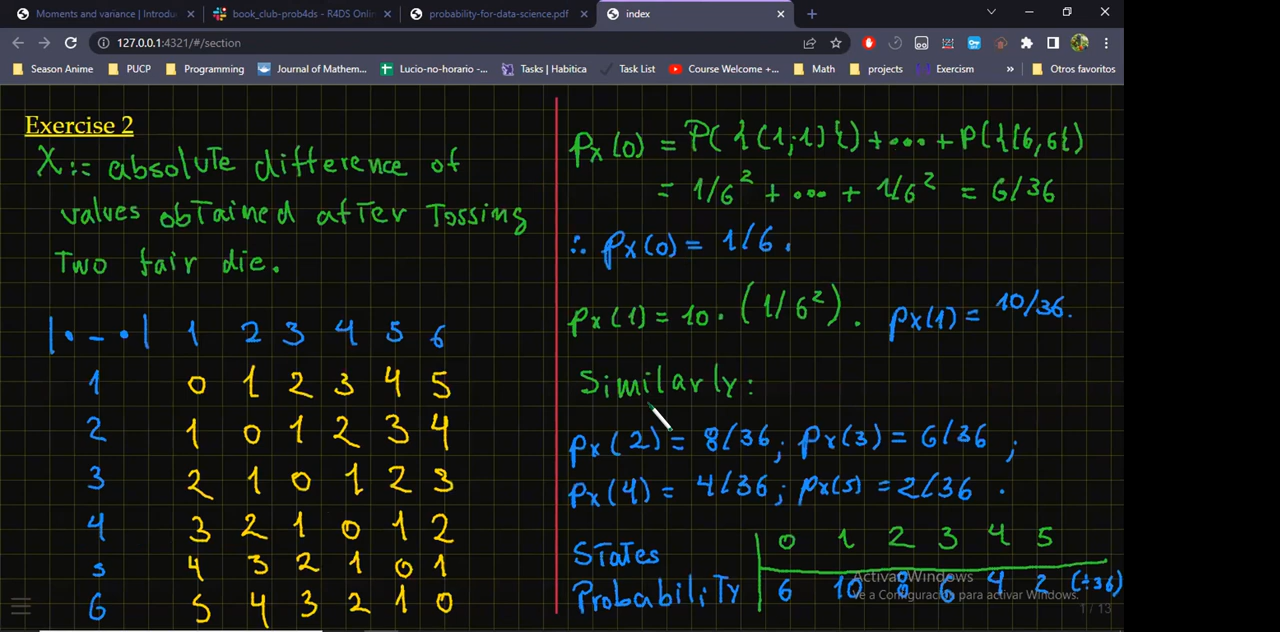 Moments and variance | Introdu
book_club-prob4ds - R4DS Onlin
probability-for-data-science.pdf
index
127.0.0.1:4321/#/section
Season Anime
PUCP
Programming
Journal of Mathem...
Lucio-no-horario -...
Tasks | Habitica
Task List
Course Welcome +...
Math
projects
Exercism
»
Otros favoritos
Exercise 2
X := absolute difference of
values obtained after Tossing
Two fair die.
|· − ·| 1 2 3 4 5 6
1 0 1 2 3 4 5
2 1 0 1 2 3 4
3 2 1 0 1 2 3
4 3 2 1 0 1 2
5 4 3 2 1 0 1
6 5 4 3 2 1 0
px(0) = P({(1;1)}) + ... + P({(6,6})
= 1/6² + ... + 1/6² = 6/36
∴ px(0) = 1/6.
px(1) = 10 · (1/6²). px(1) = 10/36.
Similarly:
px(2) = 8/36; px(3) = 6/36;
px(4) = 4/36; px(5) = 2/36.
States 0 1 2 3 4 5
Probability 6 10 8 6 4 2 (÷36)
Activar Windows
Ve a Configuración para activar Windows.
1 / 13